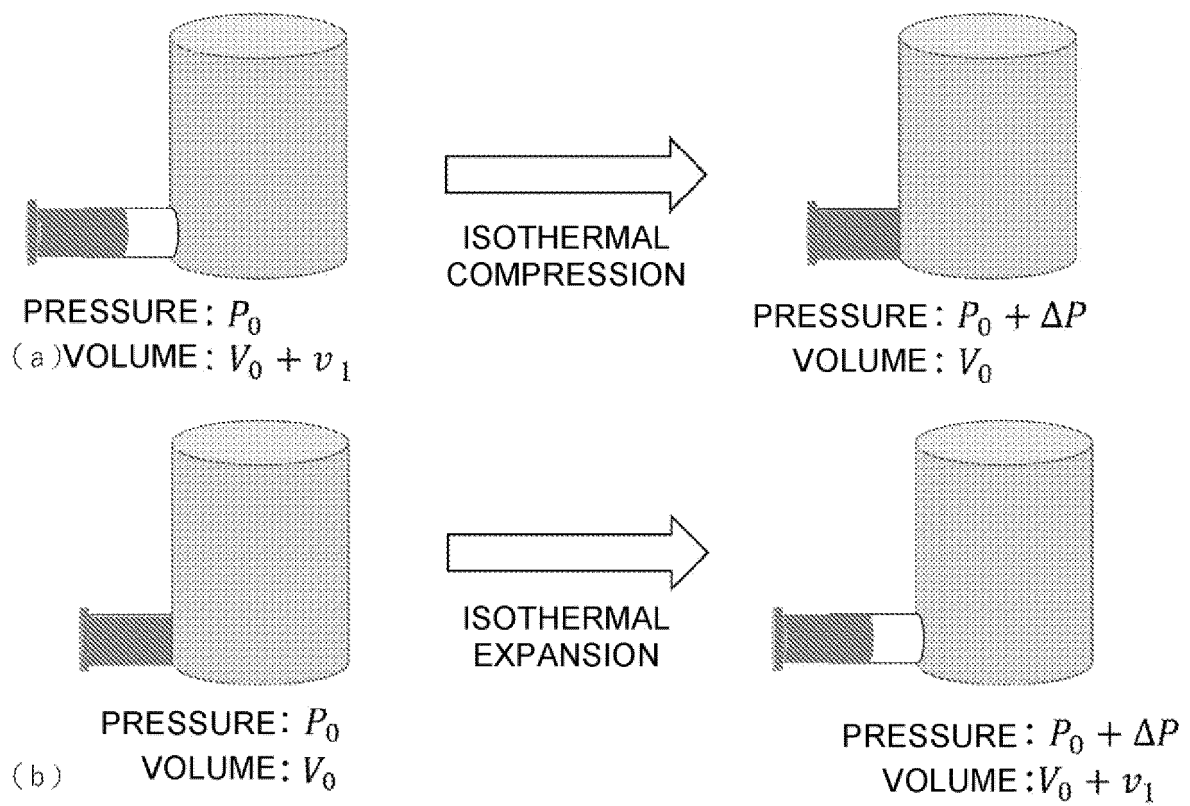 ISOTHERMAL
COMPRESSION
PRESSURE: P₀
(a)VOLUME: V₀ + v₁
PRESSURE: P₀ + ΔP
VOLUME: V₀
ISOTHERMAL
EXPANSION
PRESSURE: P₀
(b) VOLUME: V₀
PRESSURE: P₀ + ΔP
VOLUME:V₀ + v₁